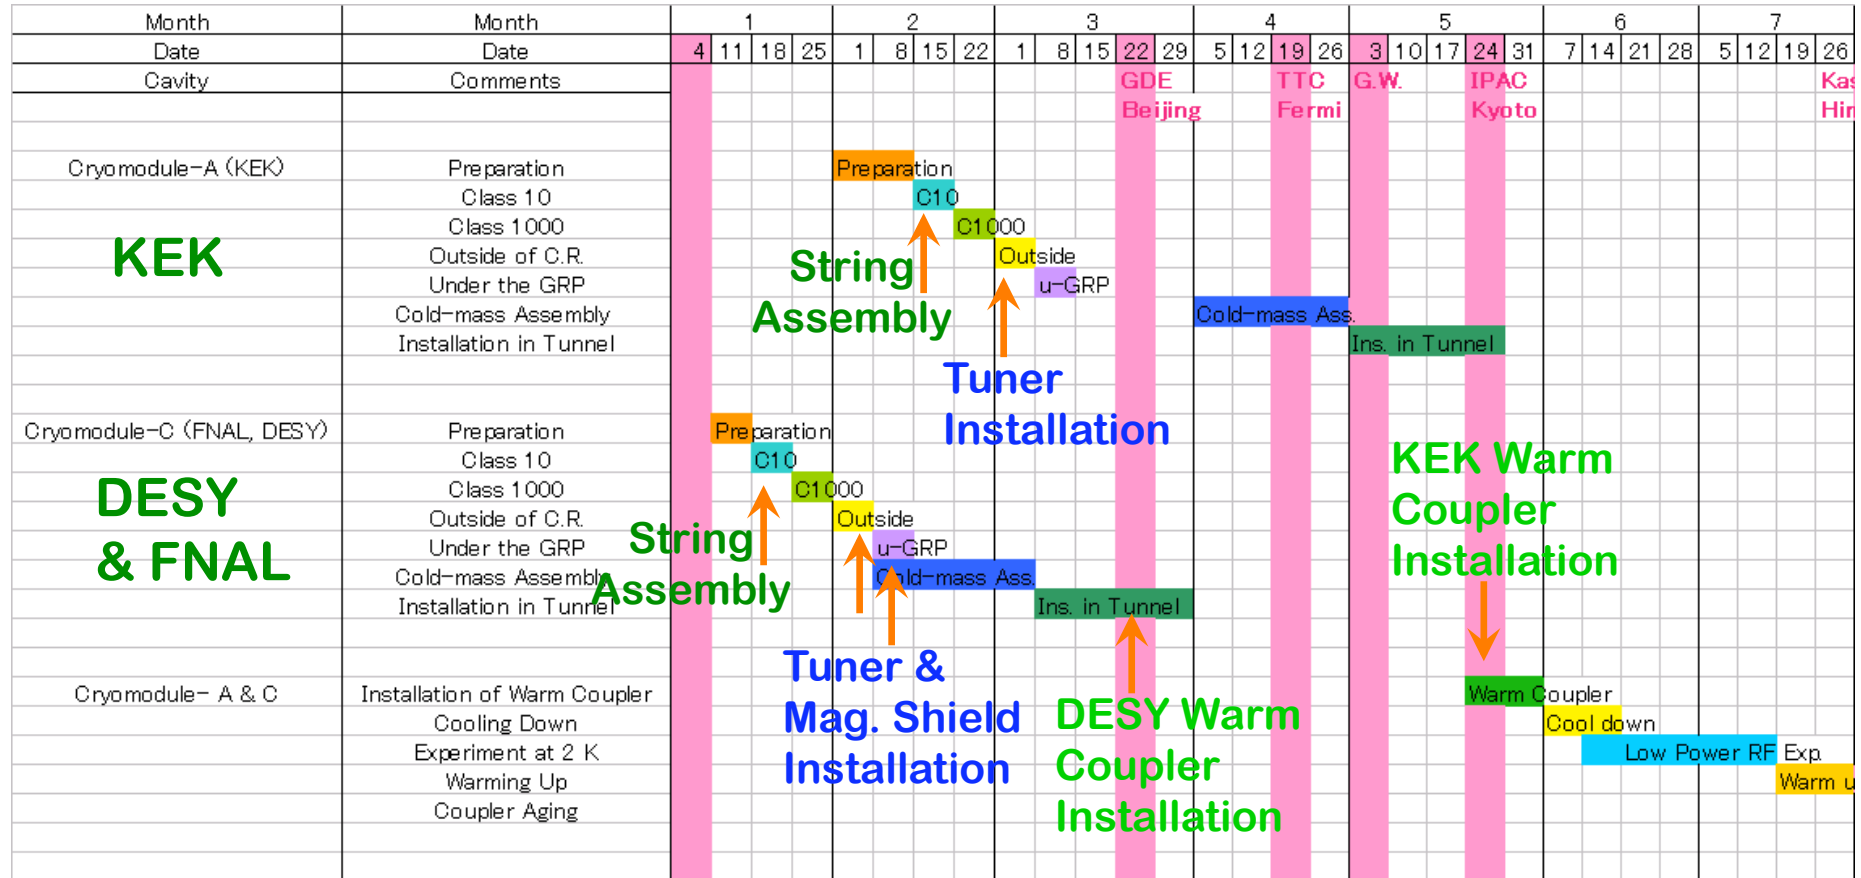 Month Month 1 2 3 4 5 6 7
Date Date 4 11 18 25 1 8 15 22 1 8 15 22 29 5 12 19 26 3 10 17 24 31 7 14 21 28 5 12 19 26
Cavity Comments GDE TTC G.W. IPAC Kas
Beijing Fermi Kyoto Hir
Cryomodule-A (KEK) Preparation Preparation
Class 10 C10
Class 1000 C1000
KEK
Outside of C.R. Outside
Under the GRP u-GRP
Cold-mass Assembly Cold-mass Ass.
Installation in Tunnel Ins. in Tunnel
String
Assembly
Tuner
Installation
Cryomodule-C (FNAL, DESY) Preparation Preparation
Class 10 C10
Class 1000 C1000
DESY
& FNAL
Outside of C.R. Outside
Under the GRP u-GRP
Cold-mass Assembly Cold-mass Ass.
Installation in Tunnel Ins. in Tunnel
String
Assembly
KEK Warm
Coupler
Installation
Tuner &
Mag. Shield
Installation
DESY Warm
Coupler
Installation
Cryomodule- A & C Installation of Warm Coupler Warm Coupler
Cooling Down Cool down
Experiment at 2 K Low Power RF Exp.
Warming Up Warm u
Coupler Aging